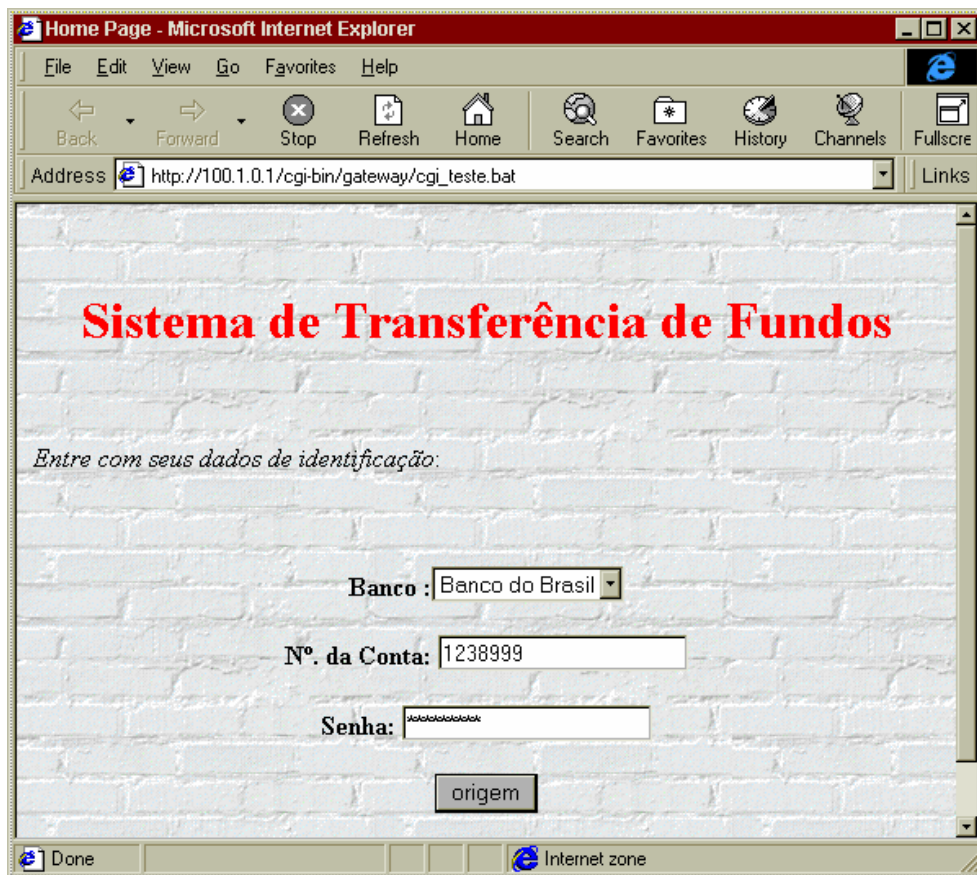 Home Page - Microsoft Internet Explorer
File Edit View Go Favorites Help
Back Forward Stop Refresh Home Search Favorites History Channels Fullscre
Address http://100.1.0.1/cgi-bin/gateway/cgi_teste.bat Links
Sistema de Transferência de Fundos
Entre com seus dados de identificação:
Banco : Banco do Brasil
Nº. da Conta: 1238999
Senha: **********
origem
Done Internet zone